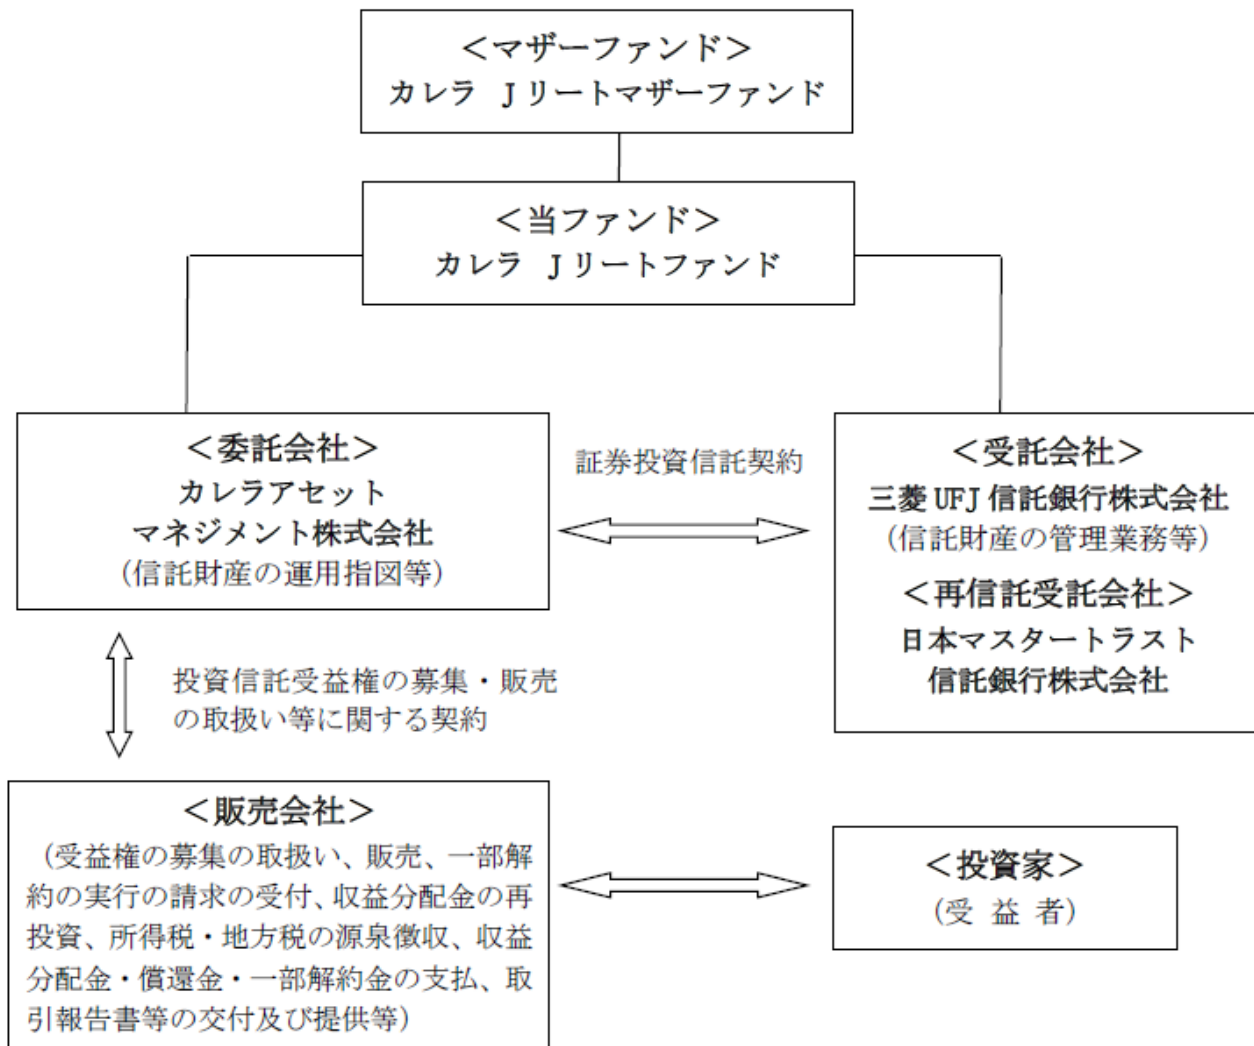 ＜マザーファンド＞
カレラ Ｊリートマザーファンド
＜当ファンド＞
カレラ Ｊリートファンド
＜委託会社＞
カレラアセット
マネジメント株式会社
（信託財産の運用指図等）
証券投資信託契約
＜受託会社＞
三菱UFJ信託銀行株式会社
（信託財産の管理業務等）
＜再信託受託会社＞
日本マスタートラスト
信託銀行株式会社
投資信託受益権の募集・販売
の取扱い等に関する契約
＜販売会社＞
（受益権の募集の取扱い、販売、一部解
約の実行の請求の受付、収益分配金の再
投資、所得税・地方税の源泉徴収、収益
分配金・償還金・一部解約金の支払、取
引報告書等の交付及び提供等）
＜投資家＞
（受 益 者）